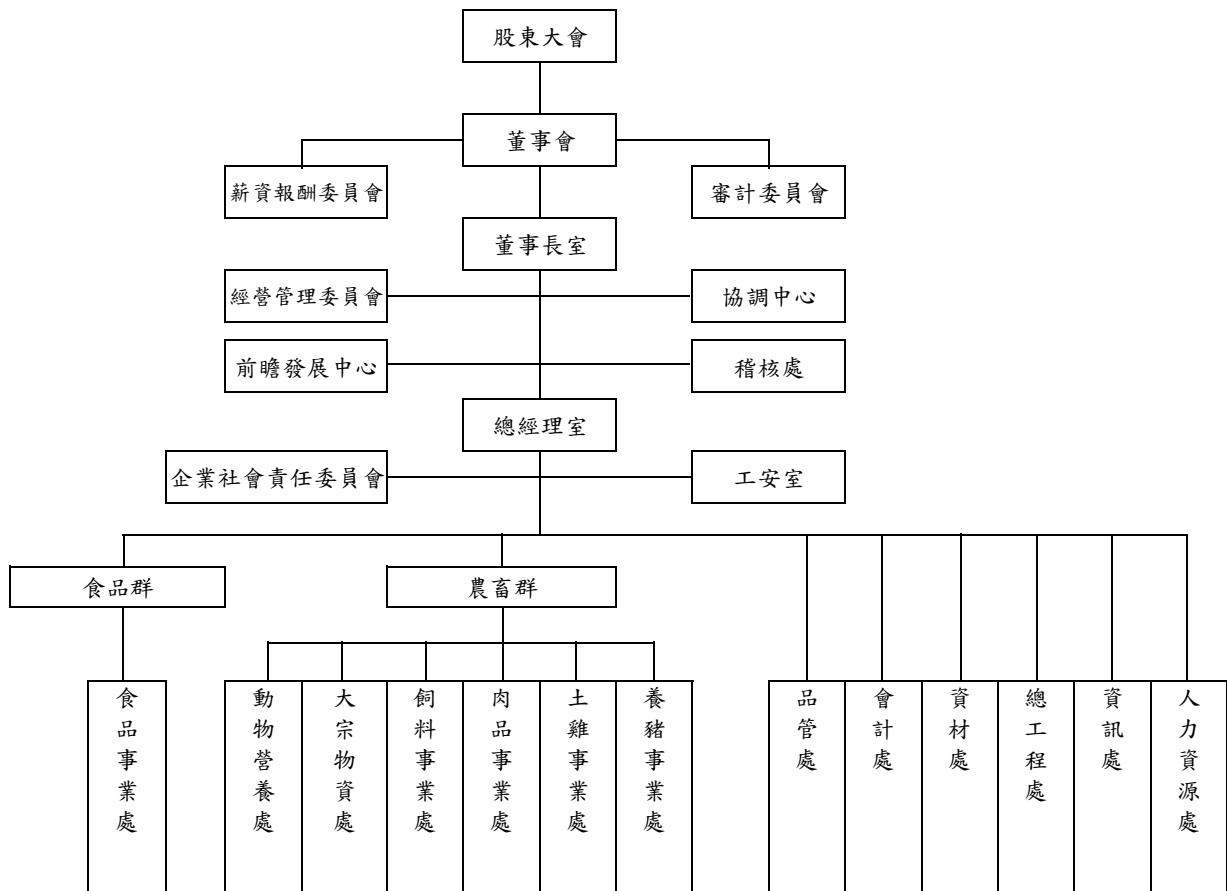 股東大會
董事會
薪資報酬委員會
審計委員會
董事長室
經營管理委員會
協調中心
前瞻發展中心
稽核處
總經理室
企業社會責任委員會
工安室
食品群
農畜群
食品事業處
動物營養處
大宗物資處
飼料事業處
肉品事業處
土雞事業處
養豬事業處
品管處
會計處
資材處
總工程處
資訊處
人力資源處